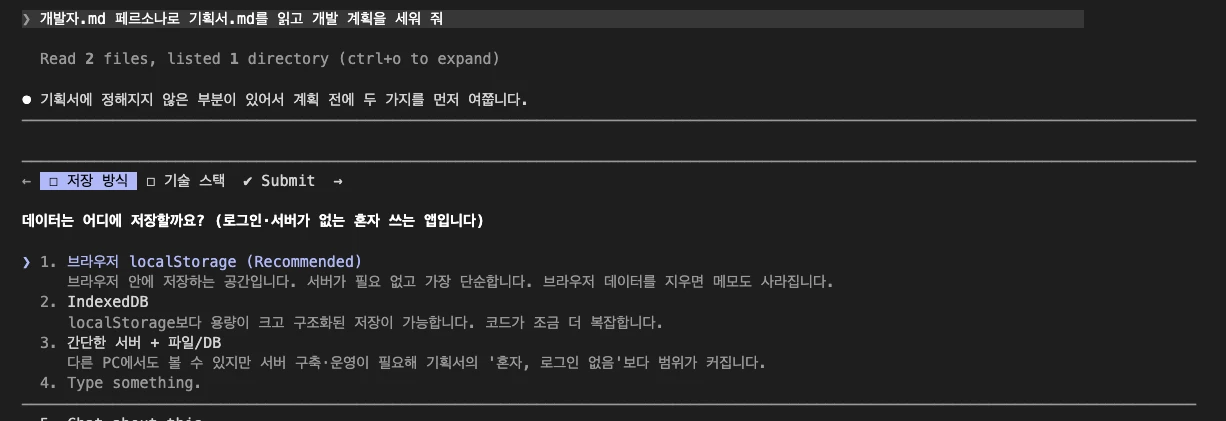 ❯ 개발자.md 페르소나로 기획서.md를 읽고 개발 계획을 세워 줘
Read 2 files, listed 1 directory (ctrl+o to expand)
● 기획서에 정해지지 않은 부분이 있어서 계획 전에 두 가지를 먼저 여쭙니다.
← □ 저장 방식 □ 기술 스택 ✔ Submit →
데이터는 어디에 저장할까요? (로그인·서버가 없는 혼자 쓰는 앱입니다)
❯ 1. 브라우저 localStorage (Recommended)
브라우저 안에 저장하는 공간입니다. 서버가 필요 없고 가장 단순합니다. 브라우저 데이터를 지우면 메모도 사라집니다.
2. IndexedDB
localStorage보다 용량이 크고 구조화된 저장이 가능합니다. 코드가 조금 더 복잡합니다.
3. 간단한 서버 + 파일/DB
다른 PC에서도 볼 수 있지만 서버 구축·운영이 필요해 기획서의 '혼자, 로그인 없음'보다 범위가 커집니다.
4. Type something.
5. Chat about this